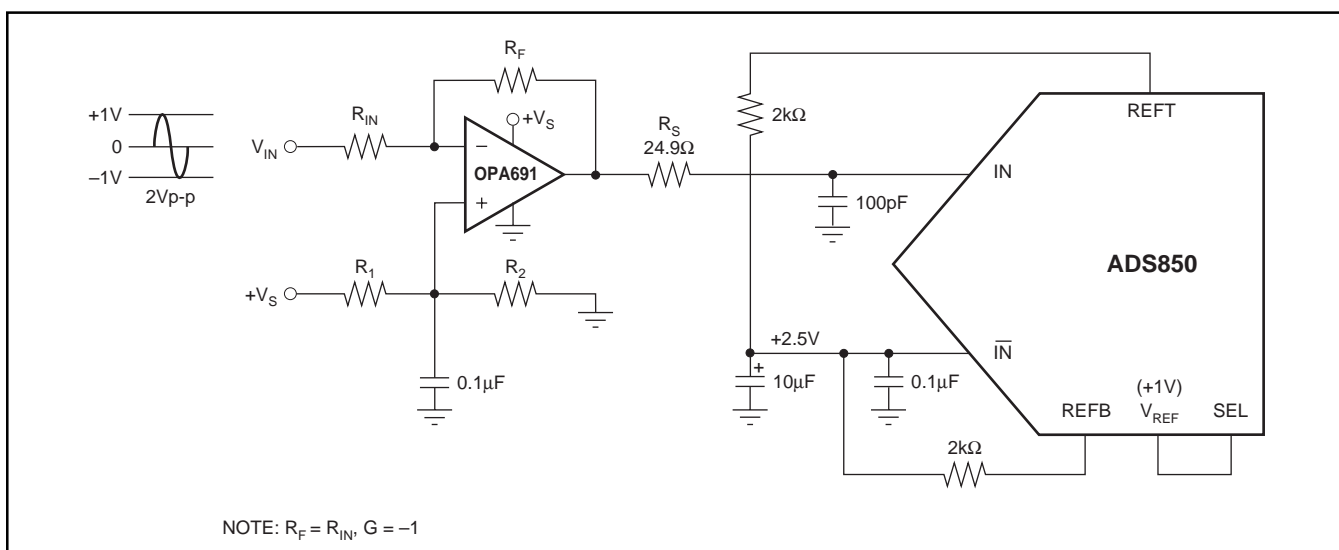 R_F
+1V
0
–1V
2Vp-p
V_IN
R_IN
–
+V_S
OPA691
+
R_S
24.9Ω
2kΩ
REFT
IN
100pF
ADS850
+V_S
R_1
R_2
0.1µF
+2.5V
+
10µF
0.1µF
I̅N̅
REFB
(+1V)
V_REF
SEL
2kΩ
NOTE: R_F = R_IN, G = –1